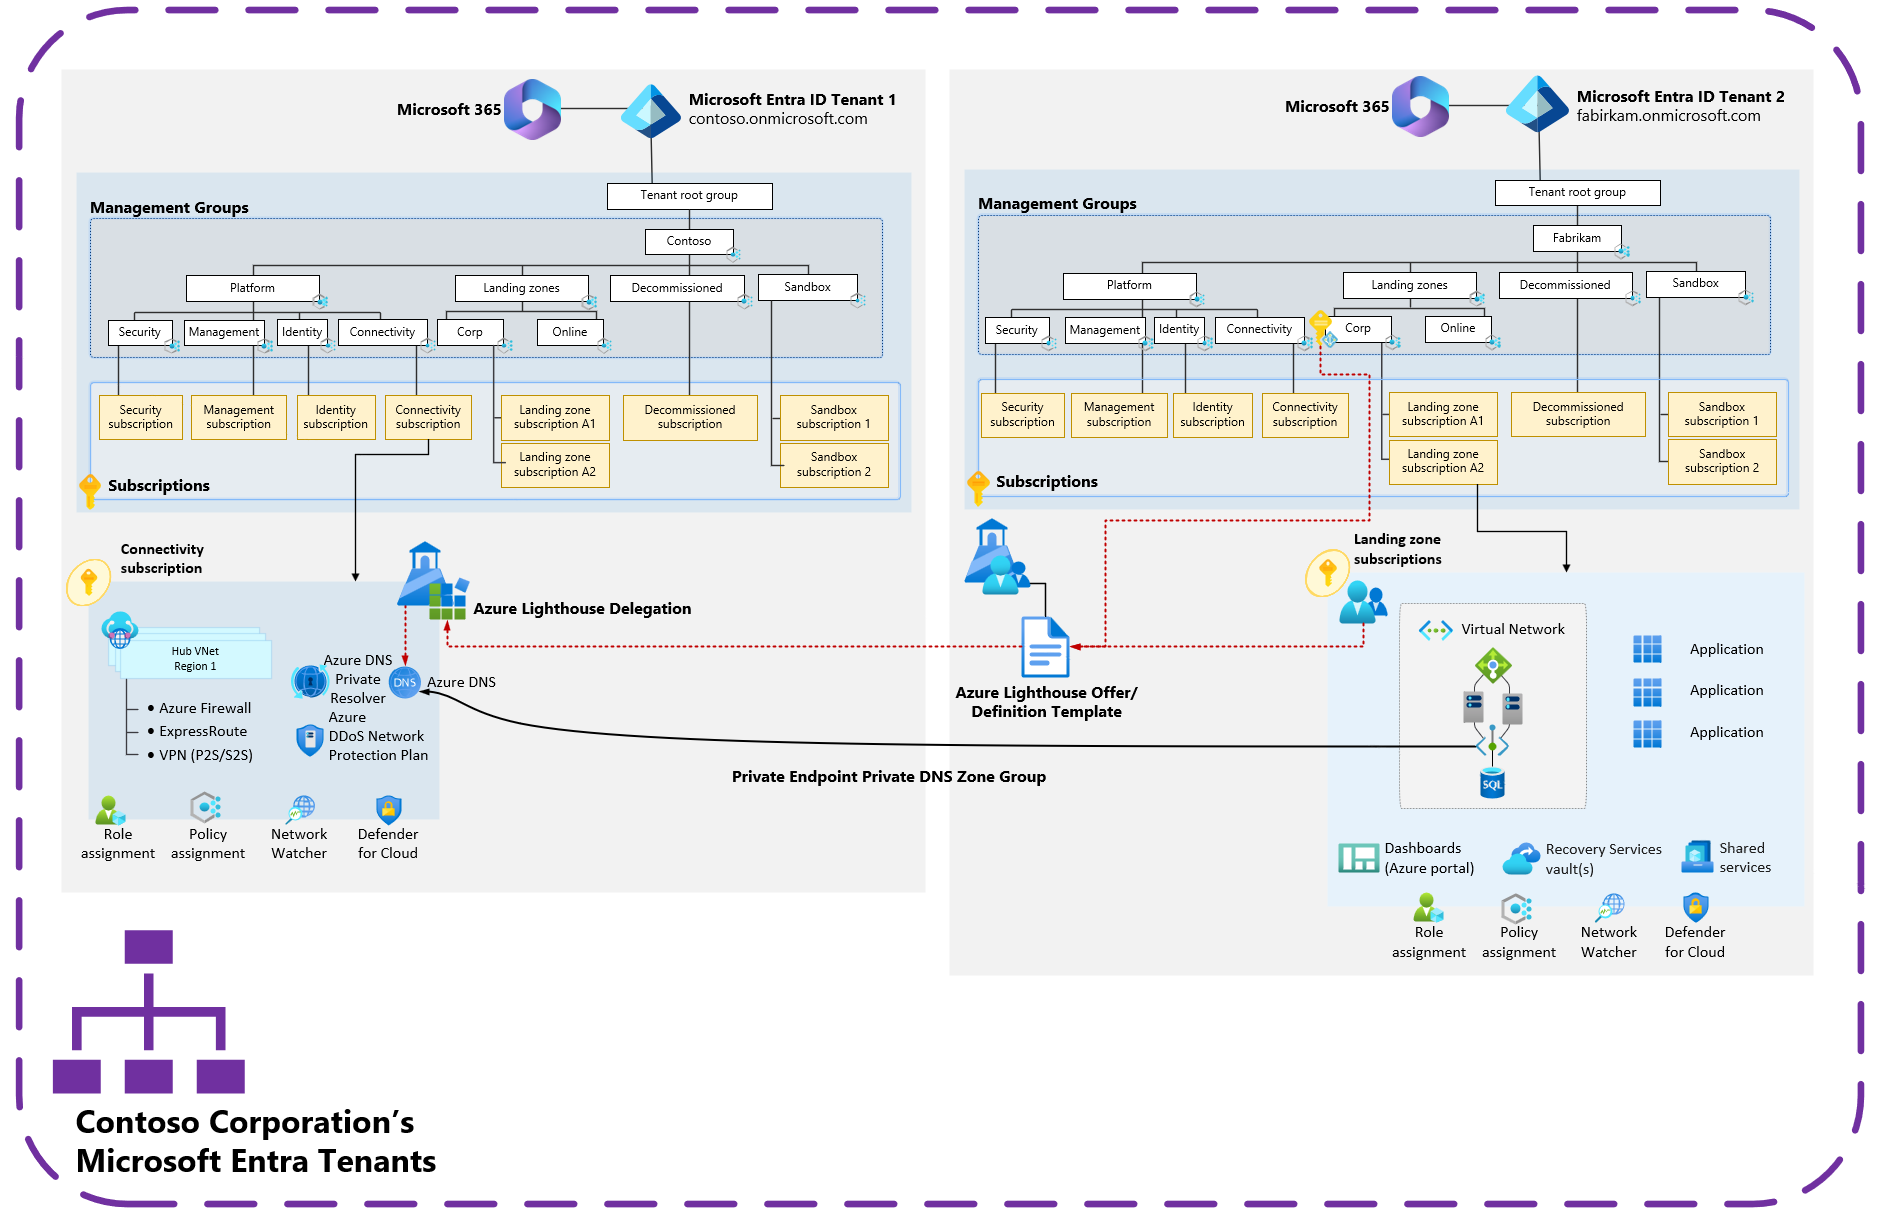 Microsoft 365
Microsoft Entra ID Tenant 1
contoso.onmicrosoft.com
Management Groups
Tenant root group
Contoso
Platform
Landing zones
Decommissioned
Sandbox
Security
Management
Identity
Connectivity
Corp
Online
Security
subscription
Management
subscription
Identity
subscription
Connectivity
subscription
Landing zone
subscription A1
Decommissioned
subscription
Sandbox
subscription 1
Landing zone
subscription A2
Sandbox
subscription 2
Subscriptions
Connectivity
subscription
Azure Lighthouse Delegation
Hub VNet
Region 1
• Azure Firewall
• ExpressRoute
• VPN (P2S/S2S)
Azure DNS
Private
Resolver
DNS
Azure DNS
Azure
DDoS Network
Protection Plan
Role
assignment
Policy
assignment
Network
Watcher
Defender
for Cloud
Private Endpoint Private DNS Zone Group
Microsoft 365
Microsoft Entra ID Tenant 2
fabirkam.onmicrosoft.com
Management Groups
Tenant root group
Fabrikam
Platform
Landing zones
Decommissioned
Sandbox
Security
Management
Identity
Connectivity
Corp
Online
Security
subscription
Management
subscription
Identity
subscription
Connectivity
subscription
Landing zone
subscription A1
Decommissioned
subscription
Sandbox
subscription 1
Landing zone
subscription A2
Sandbox
subscription 2
Subscriptions
Azure Lighthouse Offer/
Definition Template
Landing zone
subscriptions
Virtual Network
SQL
Application
Application
Application
Dashboards
(Azure portal)
Recovery Services
vault(s)
Shared
services
Role
assignment
Policy
assignment
Network
Watcher
Defender
for Cloud
Contoso Corporation’s
Microsoft Entra Tenants